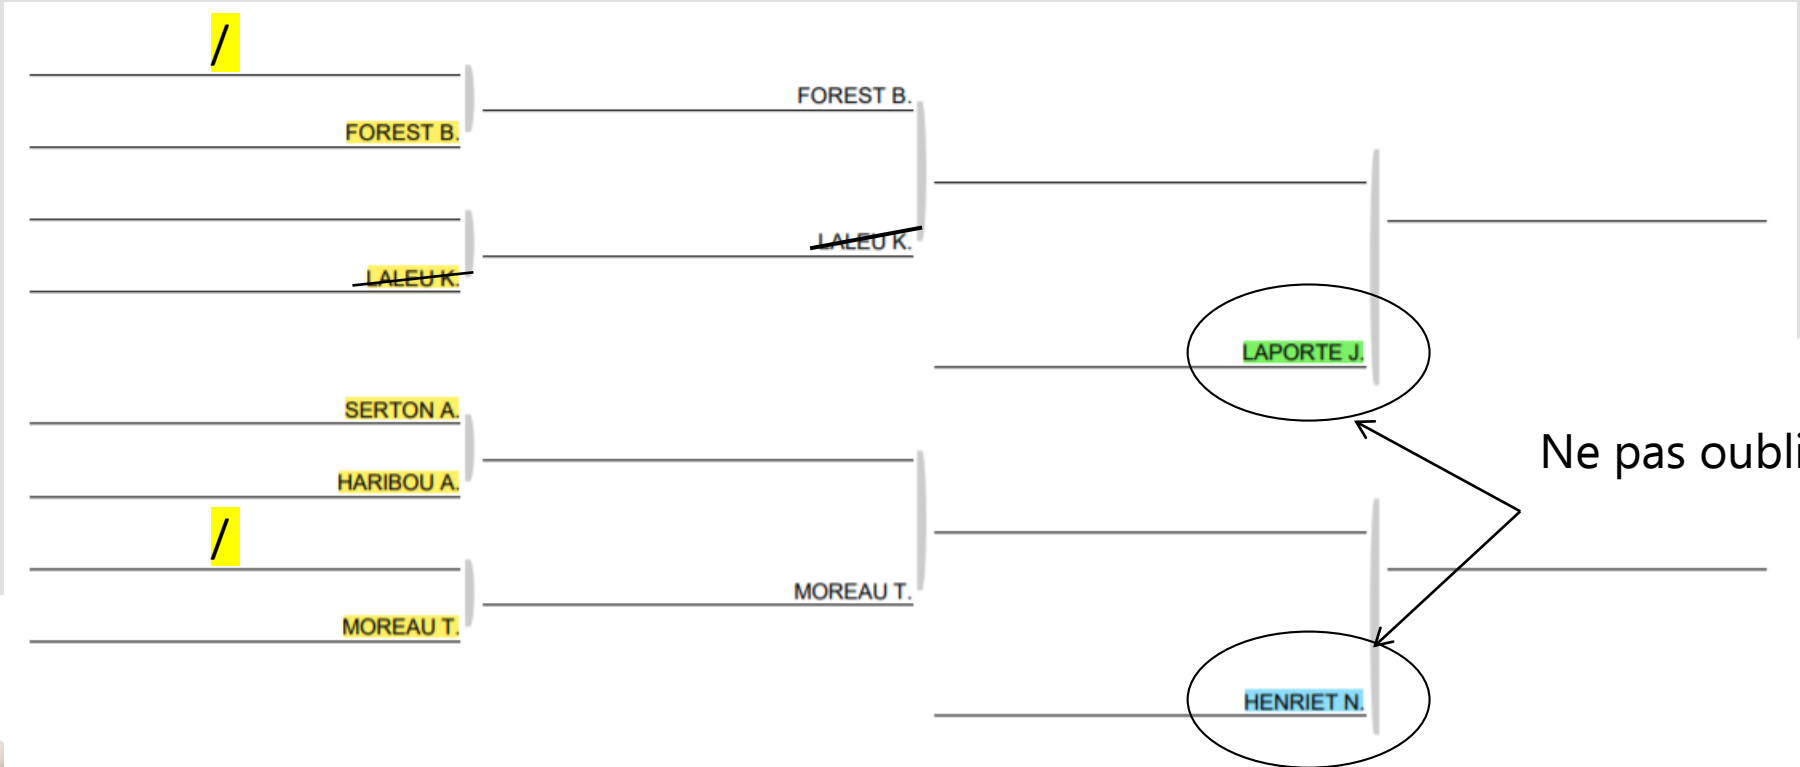 /
FOREST B.
FOREST B.
LALEU K.
LALEU K.
LAPORTE J.
SERTON A.
Ne pas oubli
HARIBOU A.
/
MOREAU T.
MOREAU T.
HENRIET N.